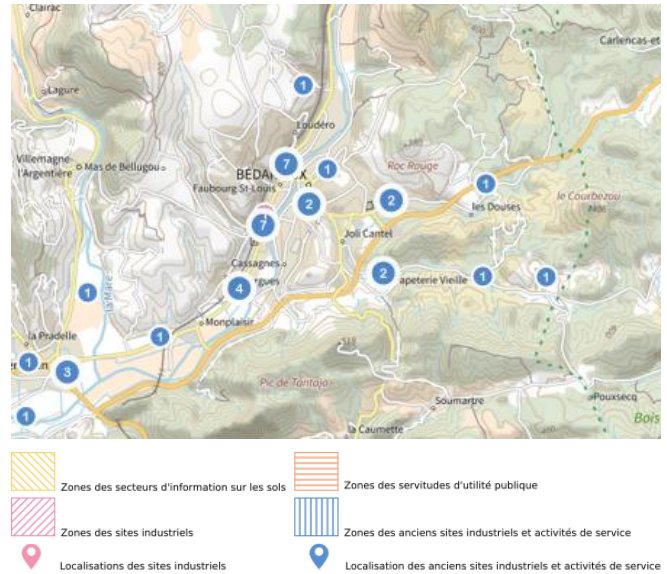 Clairac
Carlencas-et
Lagure
1
Loudéro
Villemagne-
l'Argentière
Mas de Bellugou
7
1
Roc Rouge
BÉDA
Faubourg St-Louis
1
le Courbezou
2
2
les Douses
7
Joli Cantel
Cassagnes
2
apeterie Vieille
1
1
4
gues
1
la Mare
Monplaisir
1
la Pradelle
1
3
Pic de Tantajo
Soumartre
Pouxsecq
1
Bois
la Caumette
Zones des secteurs d'information sur les sols
Zones des servitudes d'utilité publique
Zones des sites industriels
Zones des anciens sites industriels et activités de service
Localisations des sites industriels
Localisation des anciens sites industriels et activités de service